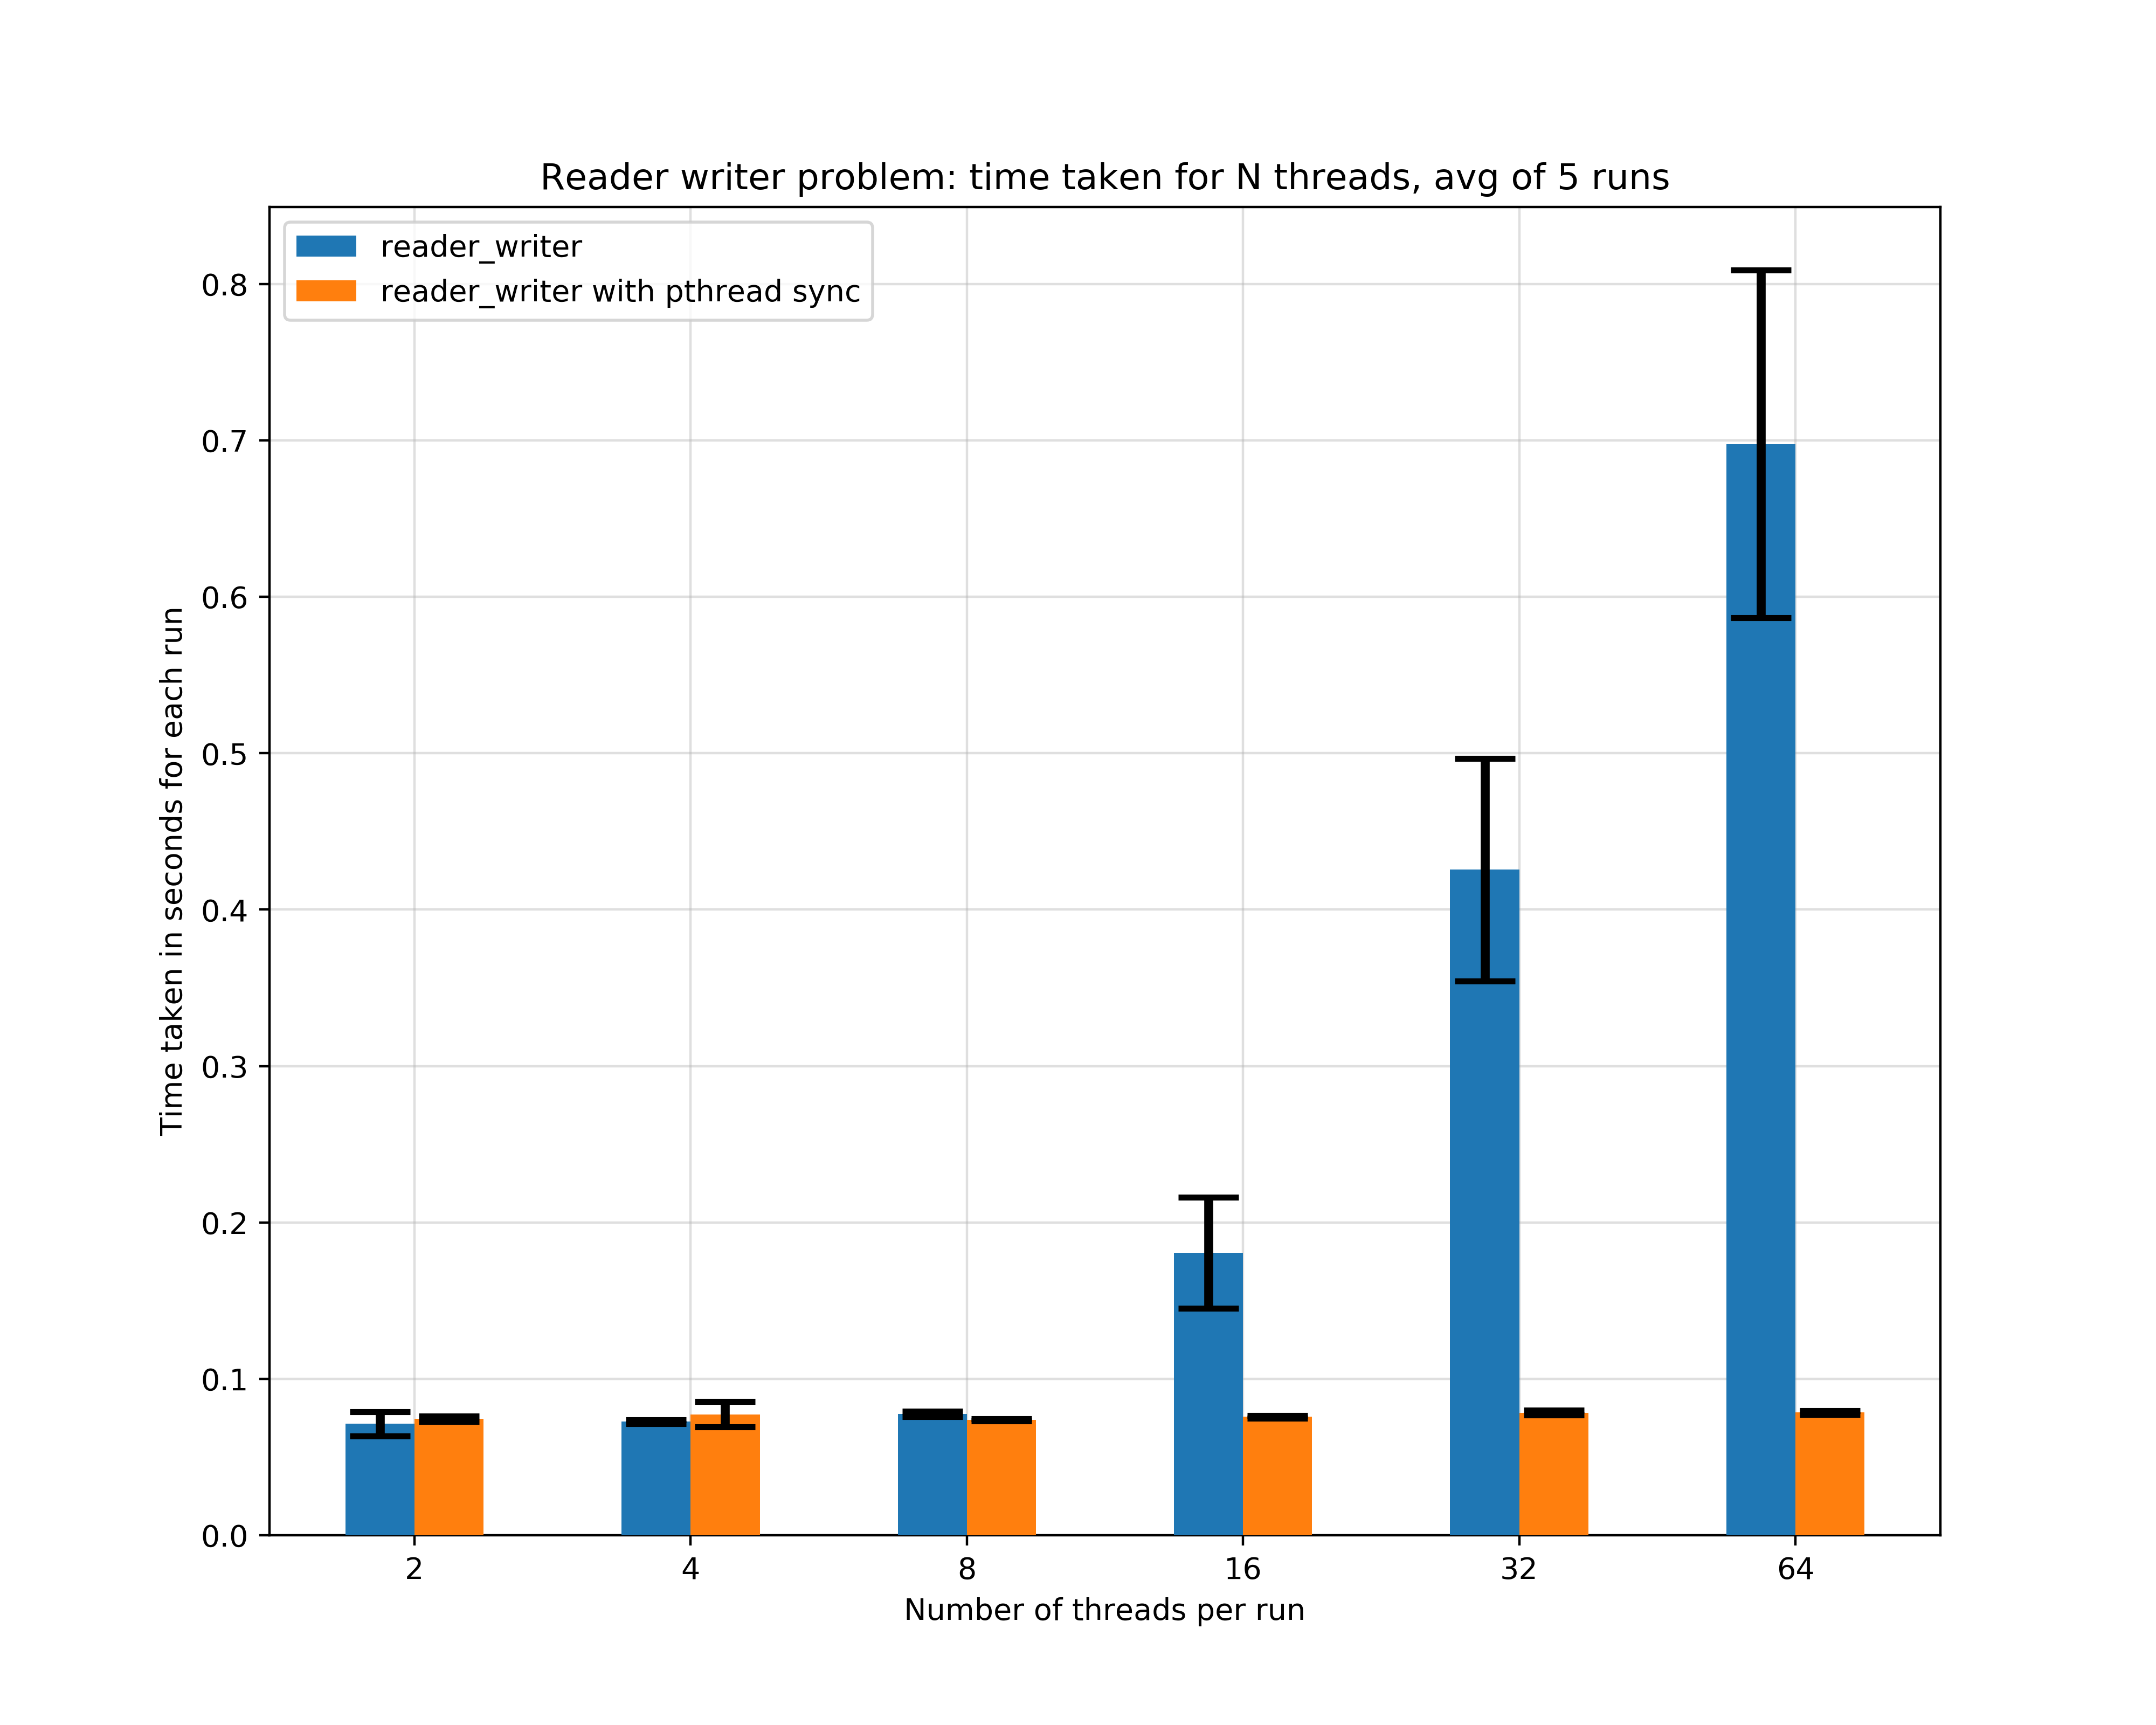 Reader writer problem: time taken for N threads, avg of 5 runs
reader_writer
reader_writer with pthread sync
Time taken in seconds for each run
0.8
0.7
0.6
0.5
0.4
0.3
0.2
0.1
0.0
2 4 8 16 32 64
Number of threads per run